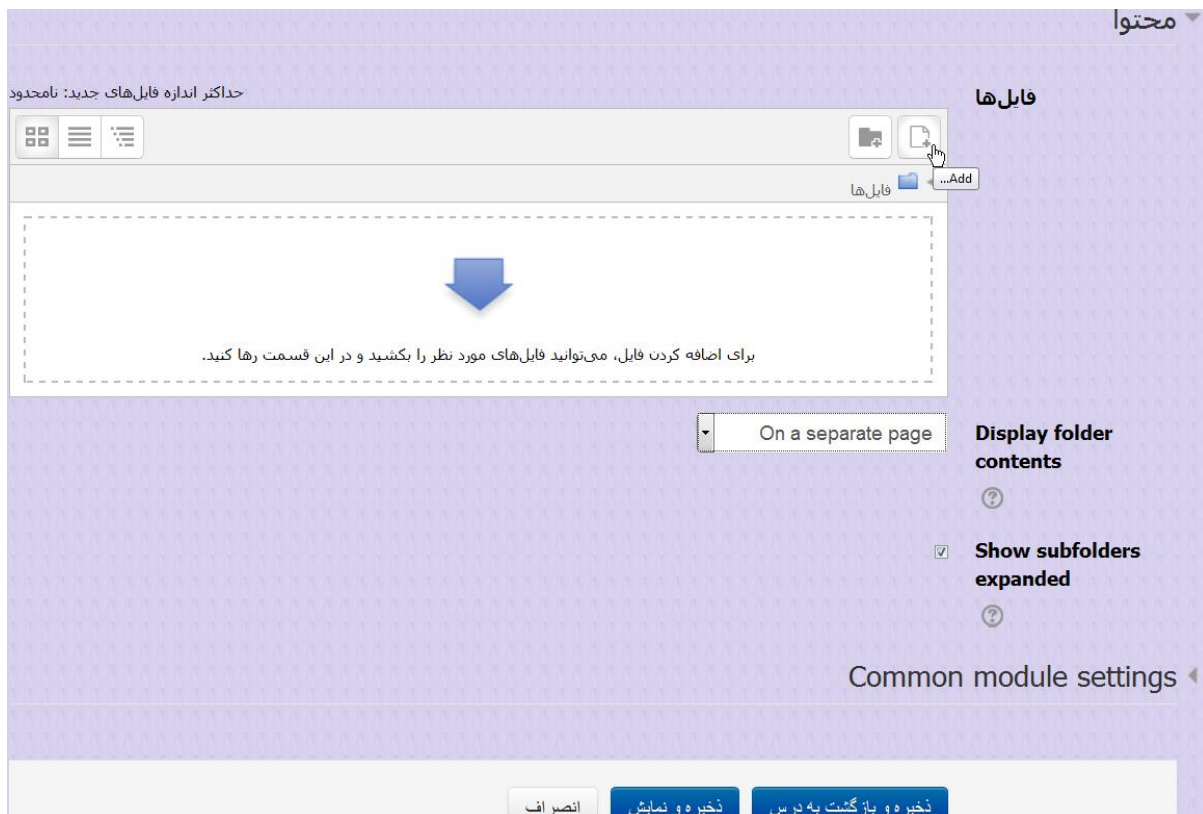 محتوا
فایل‌ها
حداکثر اندازه فایل‌های جدید: نامحدود
Add...
فایل‌ها
برای اضافه کردن فایل، می‌توانید فایل‌های مورد نظر را بکشید و در این قسمت رها کنید.
Display folder
contents
On a separate page
Show subfolders
expanded
Common module settings
ذخیره و بازگشت به درس
ذخیره و نمایش
انصراف